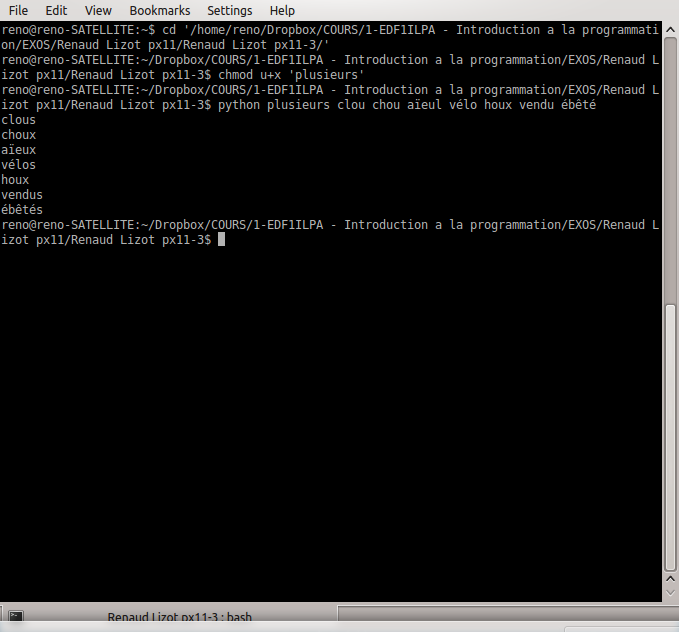 File Edit View Bookmarks Settings Help
reno@reno-SATELLITE:~$ cd '/home/reno/Dropbox/COURS/1-EDF1ILPA - Introduction a la programmati
on/EXOS/Renaud Lizot px11/Renaud Lizot px11-3/'
reno@reno-SATELLITE:~/Dropbox/COURS/1-EDF1ILPA - Introduction a la programmation/EXOS/Renaud L
izot px11/Renaud Lizot px11-3$ chmod u+x 'plusieurs'
reno@reno-SATELLITE:~/Dropbox/COURS/1-EDF1ILPA - Introduction a la programmation/EXOS/Renaud L
izot px11/Renaud Lizot px11-3$ python plusieurs clou chou aïeul vélo houx vendu ébêté
clous
choux
aïeux
vélos
houx
vendus
ébêtés
reno@reno-SATELLITE:~/Dropbox/COURS/1-EDF1ILPA - Introduction a la programmation/EXOS/Renaud L
izot px11/Renaud Lizot px11-3$
Renaud Lizot px11-3 : bash